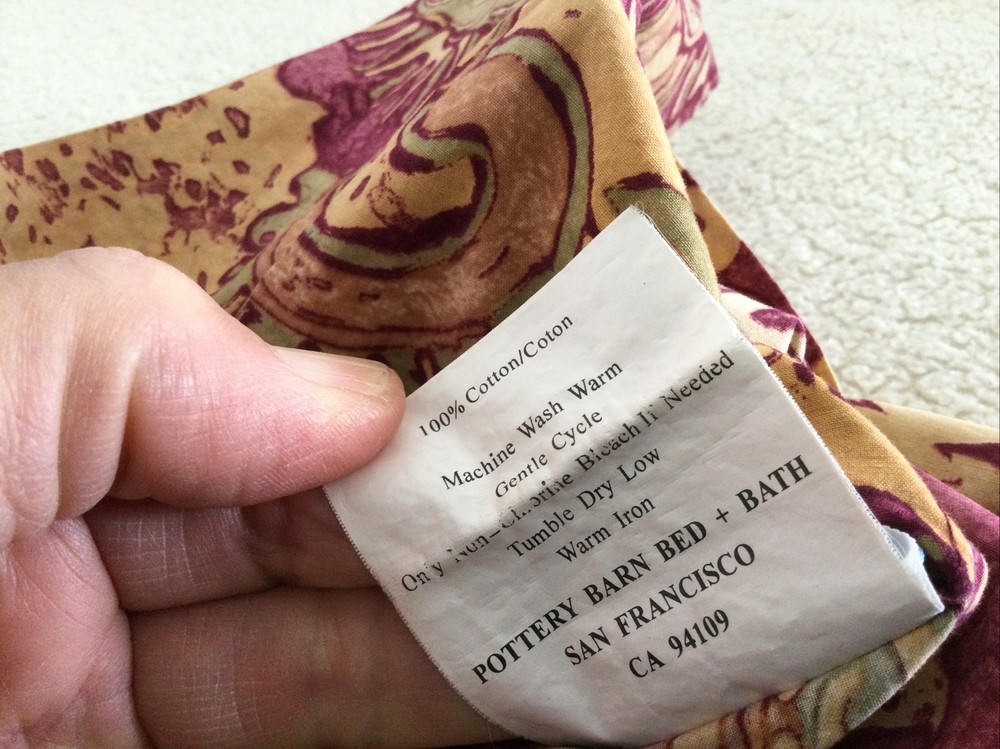 100% Cotton/Coton
Machine Wash Warm
Gentle Cycle
Only Non-Chlorine Bleach If Needed
Tumble Dry Low
Warm Iron
POTTERY BARN BED + BATH
SAN FRANCISCO
CA 94109